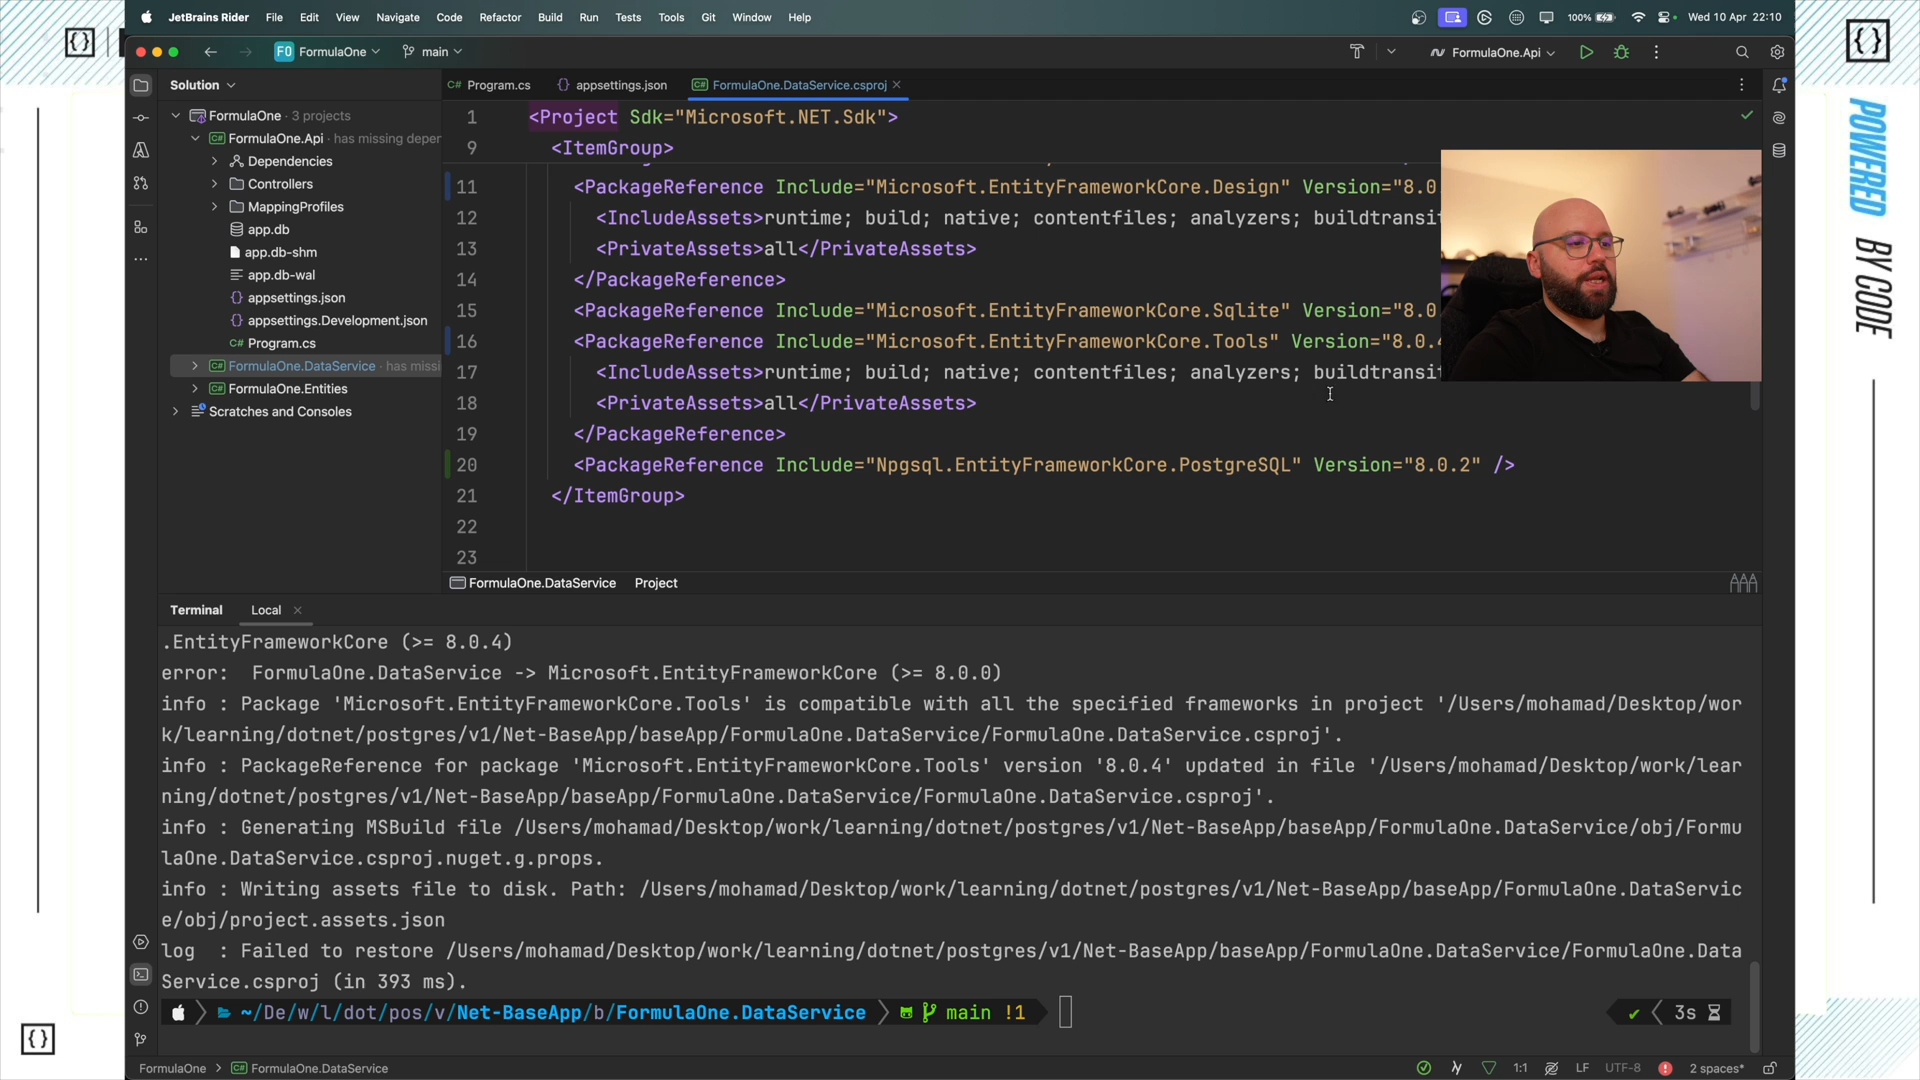 JetBrains Rider File Edit View Navigate Code Refactor Build Run Tests Tools Git Window Help 100% Wed 10 Apr 22:10
FO FormulaOne main FormulaOne.Api
Solution
C# Program.cs {} appsettings.json C# FormulaOne.DataService.csproj
FormulaOne · 3 projects
FormulaOne.Api · has missing depen
Dependencies
Controllers
MappingProfiles
app.db
app.db-shm
app.db-wal
{} appsettings.json
{} appsettings.Development.json
C# Program.cs
FormulaOne.DataService · has missi
FormulaOne.Entities
Scratches and Consoles
1 <Project Sdk="Microsoft.NET.Sdk">
9 <ItemGroup>
11 <PackageReference Include="Microsoft.EntityFrameworkCore.Design" Version="8.0
12 <IncludeAssets>runtime; build; native; contentfiles; analyzers; buildtransit
13 <PrivateAssets>all</PrivateAssets>
14 </PackageReference>
15 <PackageReference Include="Microsoft.EntityFrameworkCore.Sqlite" Version="8.0
16 <PackageReference Include="Microsoft.EntityFrameworkCore.Tools" Version="8.0.4
17 <IncludeAssets>runtime; build; native; contentfiles; analyzers; buildtransit
18 <PrivateAssets>all</PrivateAssets>
19 </PackageReference>
20 <PackageReference Include="Npgsql.EntityFrameworkCore.PostgreSQL" Version="8.0.2" />
21 </ItemGroup>
22
23
FormulaOne.DataService Project
Terminal Local
.EntityFrameworkCore (>= 8.0.4)
error: FormulaOne.DataService -> Microsoft.EntityFrameworkCore (>= 8.0.0)
info : Package 'Microsoft.EntityFrameworkCore.Tools' is compatible with all the specified frameworks in project '/Users/mohamad/Desktop/wor
k/learning/dotnet/postgres/v1/Net-BaseApp/baseApp/FormulaOne.DataService/FormulaOne.DataService.csproj'.
info : PackageReference for package 'Microsoft.EntityFrameworkCore.Tools' version '8.0.4' updated in file '/Users/mohamad/Desktop/work/lear
ning/dotnet/postgres/v1/Net-BaseApp/baseApp/FormulaOne.DataService/FormulaOne.DataService.csproj'.
info : Generating MSBuild file /Users/mohamad/Desktop/work/learning/dotnet/postgres/v1/Net-BaseApp/baseApp/FormulaOne.DataService/obj/Formu
laOne.DataService.csproj.nuget.g.props.
info : Writing assets file to disk. Path: /Users/mohamad/Desktop/work/learning/dotnet/postgres/v1/Net-BaseApp/baseApp/FormulaOne.DataServic
e/obj/project.assets.json
log : Failed to restore /Users/mohamad/Desktop/work/learning/dotnet/postgres/v1/Net-BaseApp/baseApp/FormulaOne.DataService/FormulaOne.Data
Service.csproj (in 393 ms).
~/De/w/l/dot/pos/v/Net-BaseApp/b/FormulaOne.DataService main !1 3s
FormulaOne > C# FormulaOne.DataService 1:1 LF UTF-8 2 spaces*
POWERED BY CODE